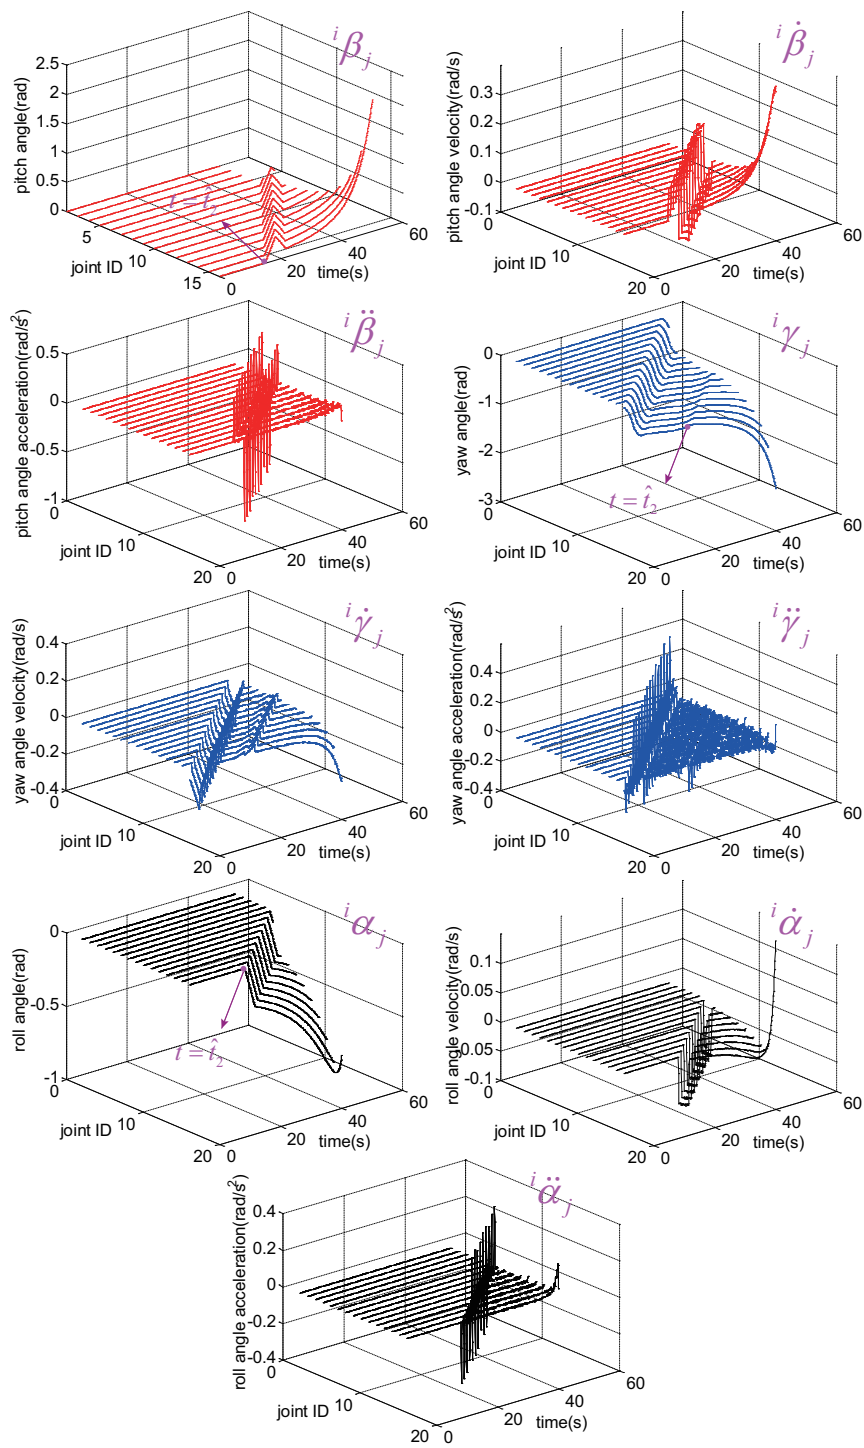 iβj
pitch angle(rad)
2.5
2
1.5
1
0.5
0
5
10
15
joint ID
0
20
40
60
time(s)
t = t̂2
iβ̇j
pitch angle velocity(rad/s)
0.3
0.2
0.1
0
-0.1
0
10
20
joint ID
0
20
40
60
time(s)
iβ̈j
pitch angle acceleration(rad/s²)
0.5
0
-0.5
-1
0
10
20
joint ID
0
20
40
60
time(s)
iγj
yaw angle(rad)
0
-1
-2
-3
0
10
20
joint ID
0
20
40
60
time(s)
t = t̂2
iγ̇j
yaw angle velocity(rad/s)
0.4
0.2
0
-0.2
-0.4
0
10
20
joint ID
0
20
40
60
time(s)
iγ̈j
yaw angle acceleration(rad/s²)
0.4
0.2
0
-0.2
-0.4
0
10
20
joint ID
0
20
40
60
time(s)
iαj
roll angle(rad)
0
-0.5
-1
0
10
20
joint ID
0
20
40
60
time(s)
t = t̂2
iα̇j
roll angle velocity(rad/s)
0.1
0.05
0
-0.05
-0.1
0
10
20
joint ID
0
20
40
60
time(s)
iα̈j
roll angle acceleration(rad/s²)
0.4
0.2
0
-0.2
-0.4
0
10
20
joint ID
0
20
40
60
time(s)